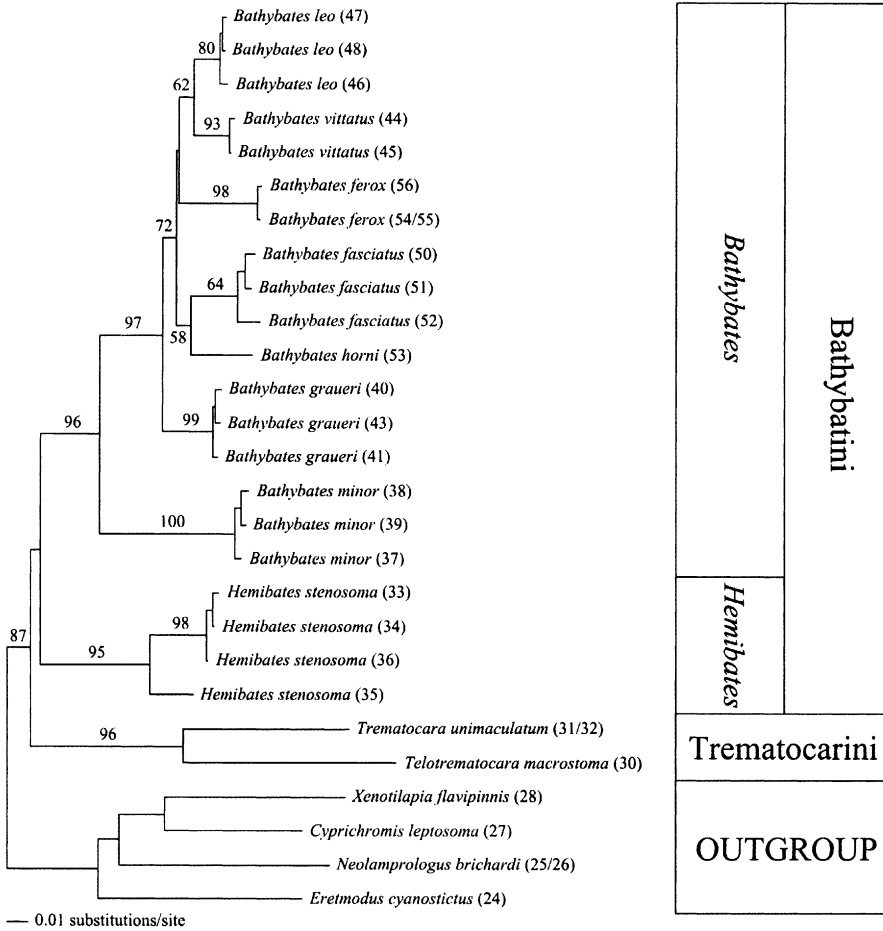 Bathybates leo (47)
80
Bathybates leo (48)
62
Bathybates leo (46)
93
Bathybates vittatus (44)
Bathybates vittatus (45)
98
Bathybates ferox (56)
Bathybates ferox (54/55)
72
Bathybates fasciatus (50)
64
Bathybates fasciatus (51)
97
Bathybates fasciatus (52)
58
Bathybates horni (53)
Bathybates graueri (40)
96
99
Bathybates graueri (43)
Bathybates graueri (41)
Bathybates minor (38)
100
Bathybates minor (39)
Bathybates minor (37)
Hemibates stenosoma (33)
87
98
Hemibates stenosoma (34)
95
Hemibates stenosoma (36)
Hemibates stenosoma (35)
96
Trematocara unimaculatum (31/32)
Telotrematocara macrostoma (30)
Xenotilapia flavipinnis (28)
Cyprichromis leptosoma (27)
Neolamprologus brichardi (25/26)
Eretmodus cyanostictus (24)
0.01 substitutions/site
Bathybates
Hemibates
Bathybatini
Trematocarini
OUTGROUP